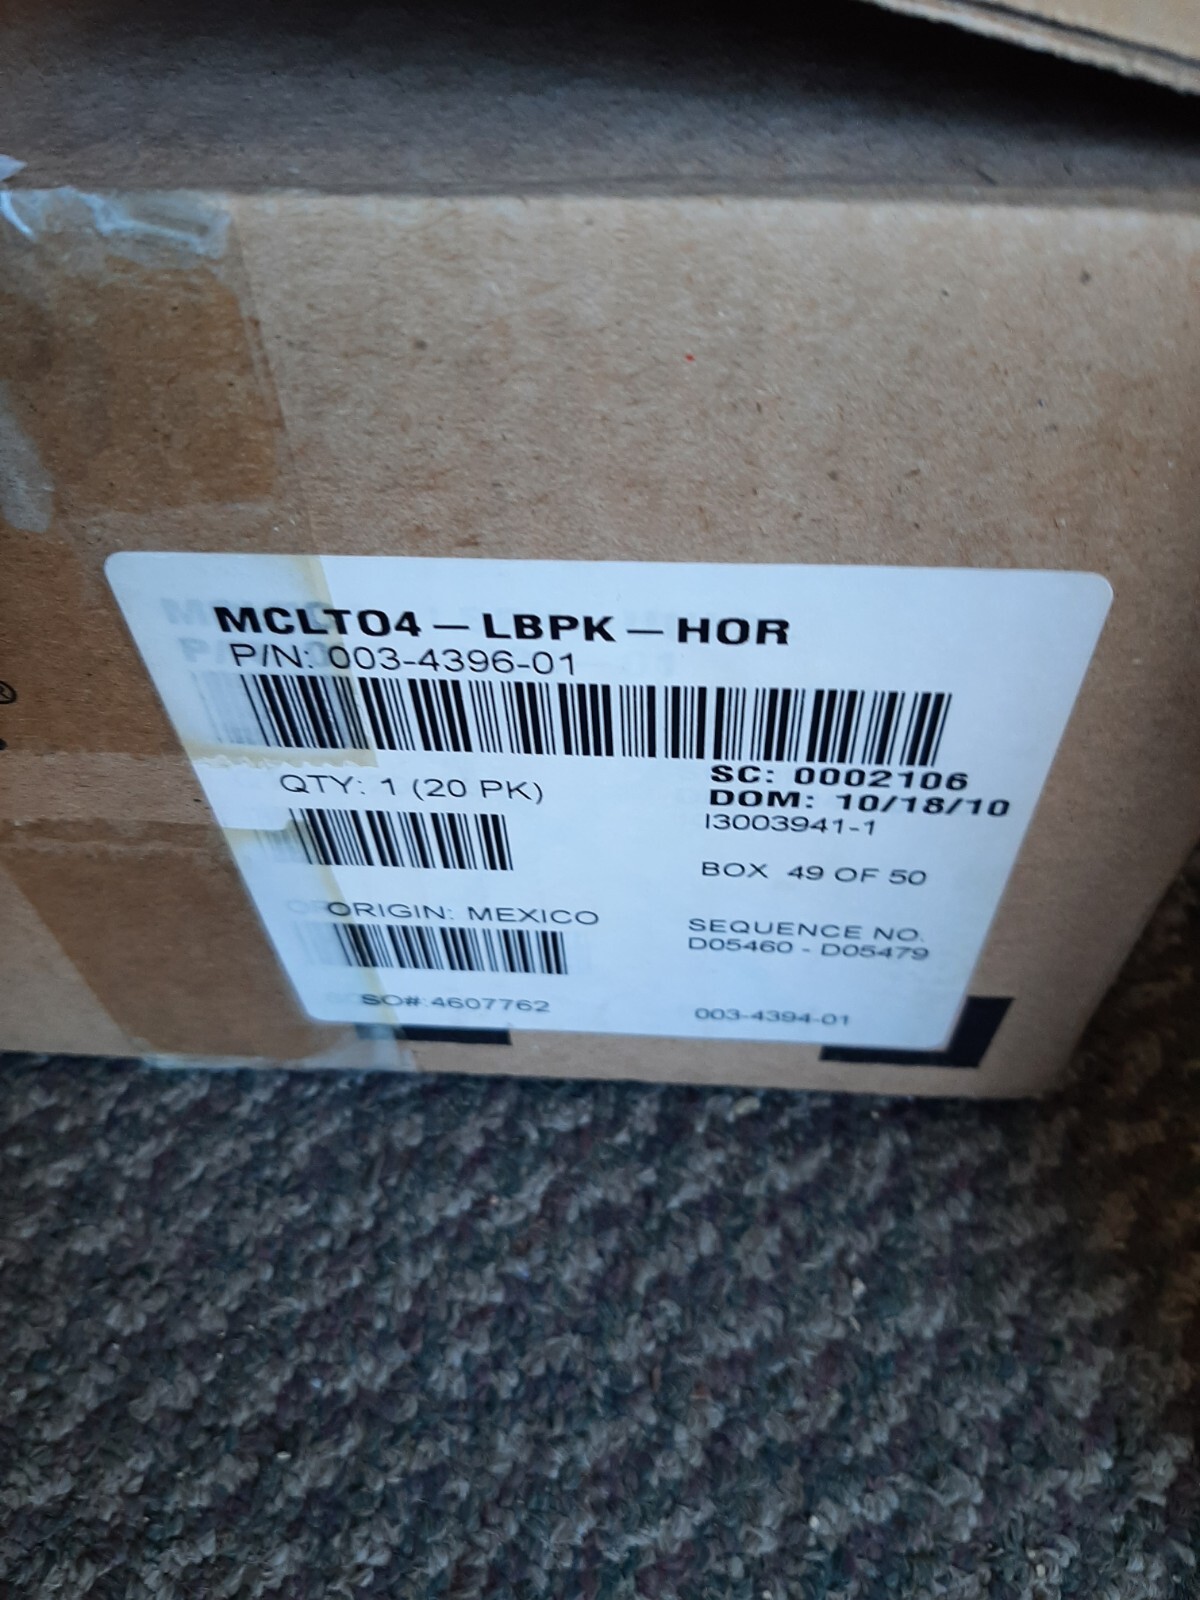 MCLTO4 – LBPK – HOR
P/N: 003-4396-01
QTY: 1 (20 PK)
SC: 0002106
DOM: 10/18/10
I3003941-1
BOX 49 OF 50
ORIGIN: MEXICO
SEQUENCE NO.
D05460 - D05479
SO#:4607762
003-4394-01
®